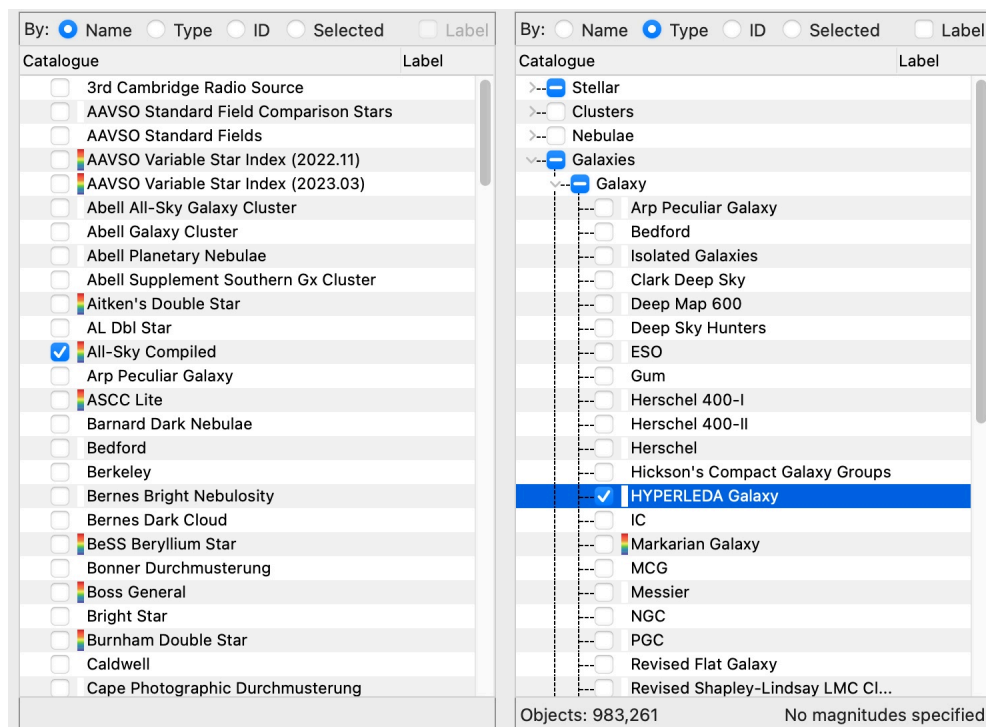 By: Name Type ID Selected Label
Catalogue Label
3rd Cambridge Radio Source
AAVSO Standard Field Comparison Stars
AAVSO Standard Fields
AAVSO Variable Star Index (2022.11)
AAVSO Variable Star Index (2023.03)
Abell All-Sky Galaxy Cluster
Abell Galaxy Cluster
Abell Planetary Nebulae
Abell Supplement Southern Gx Cluster
Aitken's Double Star
AL Dbl Star
All-Sky Compiled
Arp Peculiar Galaxy
ASCC Lite
Barnard Dark Nebulae
Bedford
Berkeley
Bernes Bright Nebulosity
Bernes Dark Cloud
BeSS Beryllium Star
Bonner Durchmusterung
Boss General
Bright Star
Burnham Double Star
Caldwell
Cape Photographic Durchmusterung
By: Name Type ID Selected Label
Catalogue Label
Stellar
Clusters
Nebulae
Galaxies
Galaxy
Arp Peculiar Galaxy
Bedford
Isolated Galaxies
Clark Deep Sky
Deep Map 600
Deep Sky Hunters
ESO
Gum
Herschel 400-I
Herschel 400-II
Herschel
Hickson's Compact Galaxy Groups
HYPERLEDA Galaxy
IC
Markarian Galaxy
MCG
Messier
NGC
PGC
Revised Flat Galaxy
Revised Shapley-Lindsay LMC Cl...
Objects: 983,261 No magnitudes specified